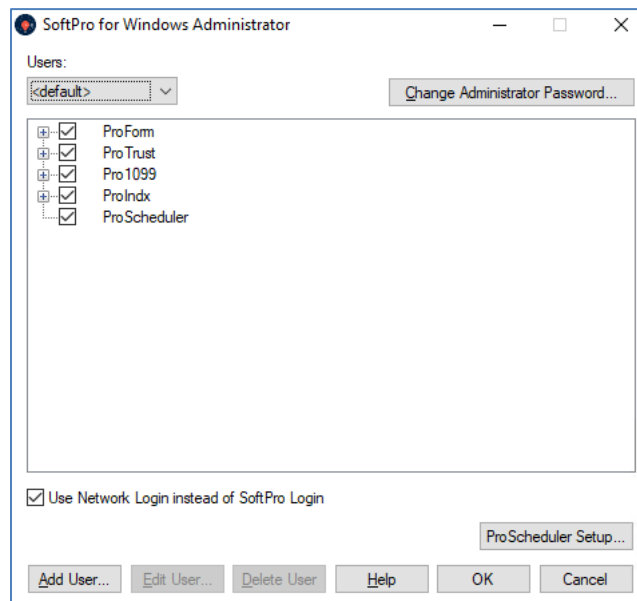 SoftPro for Windows Administrator
Users:
<default>
Change Administrator Password...
ProForm
ProTrust
Pro1099
ProIndx
ProScheduler
Use Network Login instead of SoftPro Login
ProScheduler Setup...
Add User... Edit User... Delete User Help OK Cancel